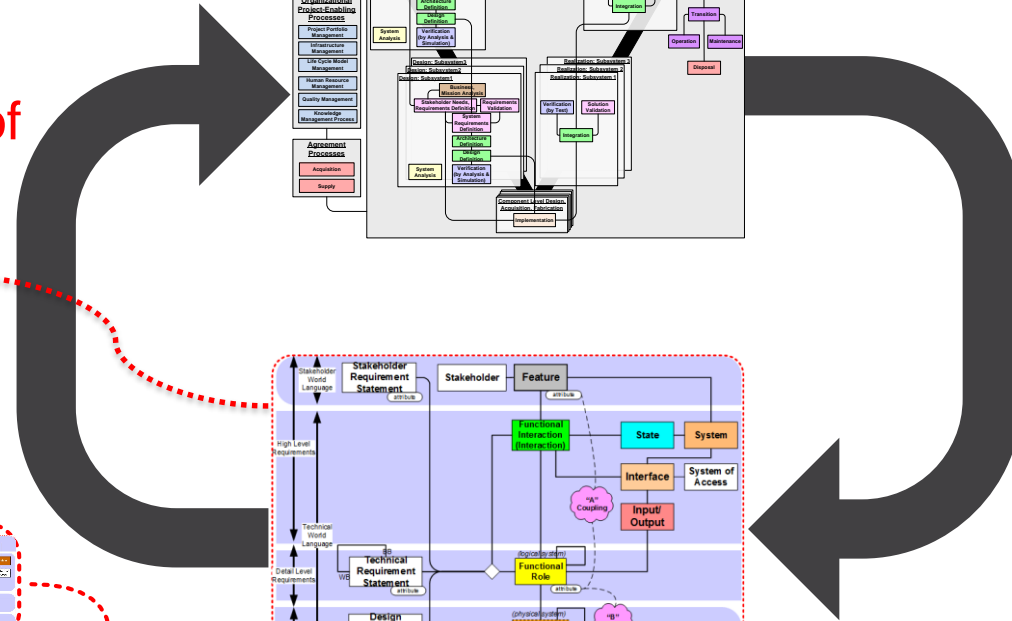 of
Organizational
Project-Enabling
Processes
Project Portfolio
Management
Infrastructure
Management
Life Cycle Model
Management
Human Resource
Management
Quality Management
Knowledge
Management Process
Agreement
Processes
Acquisition
Supply
Architecture
Definition
Design
Definition
System
Analysis
Verification
(by Analysis &
Simulation)
Integration
Transition
Operation
Maintenance
Disposal
Design: Subsystem3
Design: Subsystem2
Design: Subsystem1
Business,
Mission Analysis
Stakeholder Needs,
Requirements Definition
Requirements
Validation
System
Requirements
Definition
Architecture
Definition
Design
Definition
System
Analysis
Verification
(by Analysis &
Simulation)
Realization: Subsystem 3
Realization: Subsystem 2
Realization: Subsystem 1
Verification
(by Test)
Solution
Validation
Integration
Component Level Design,
Acquisition, Fabrication
Implementation
Stakeholder
World
Language
Stakeholder
Requirement
Statement
attribute
Stakeholder
Feature
attribute
High Level
Requirements
Functional
Interaction
(Interaction)
State
System
Interface
System of
Access
"A"
Coupling
Input/
Output
Technical
World
Language
BB
WB
Technical
Requirement
Statement
attribute
(logical system)
Functional
Role
attribute
Detail Level
Requirements
Design
(physical system)
"B"